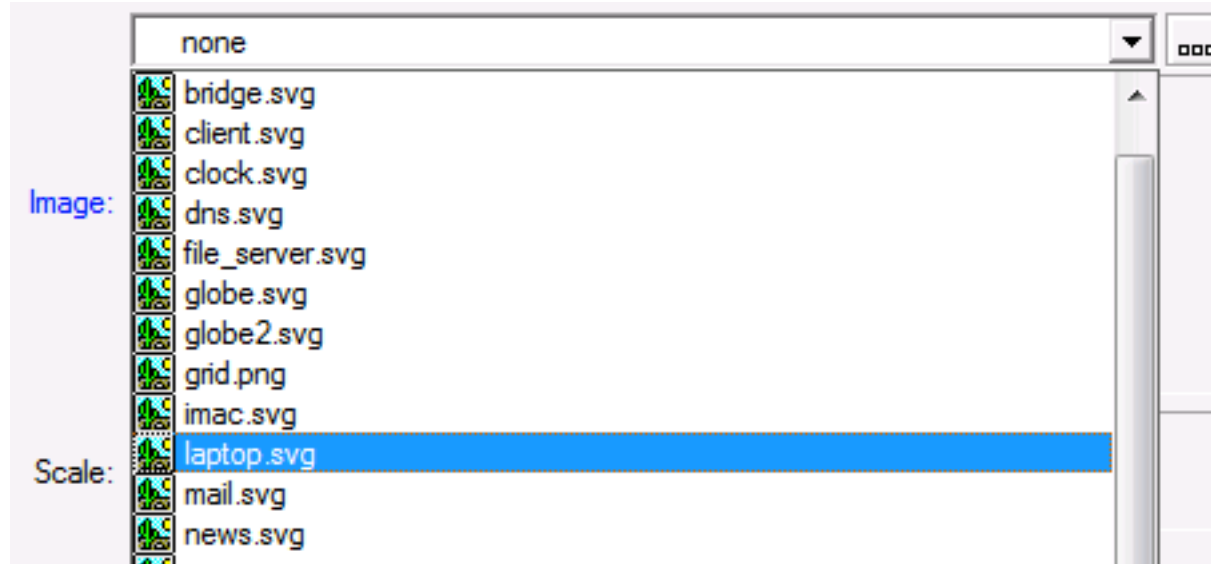 none
bridge.svg
client.svg
clock.svg
Image:
dns.svg
file_server.svg
globe.svg
globe2.svg
grid.png
imac.svg
laptop.svg
Scale:
mail.svg
news.svg